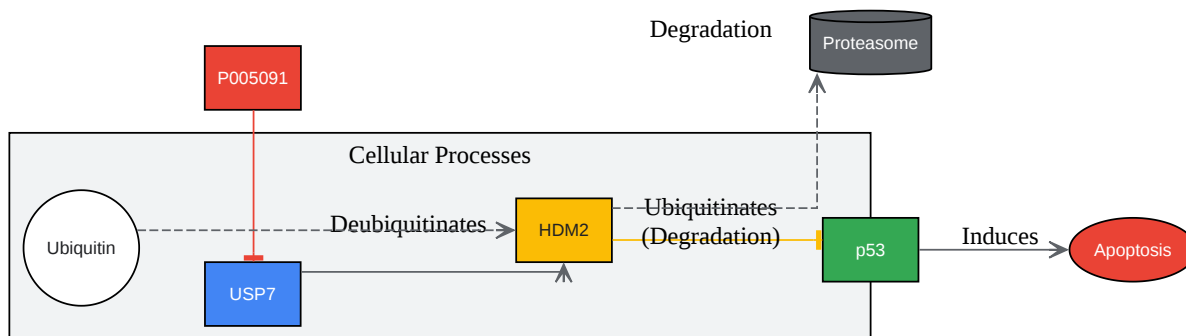 Degradation
Proteasome
P005091
Cellular Processes
Ubiquitin
Deubiquitinates
HDM2
Ubiquitinates
(Degradation)
p53
Induces
Apoptosis
USP7